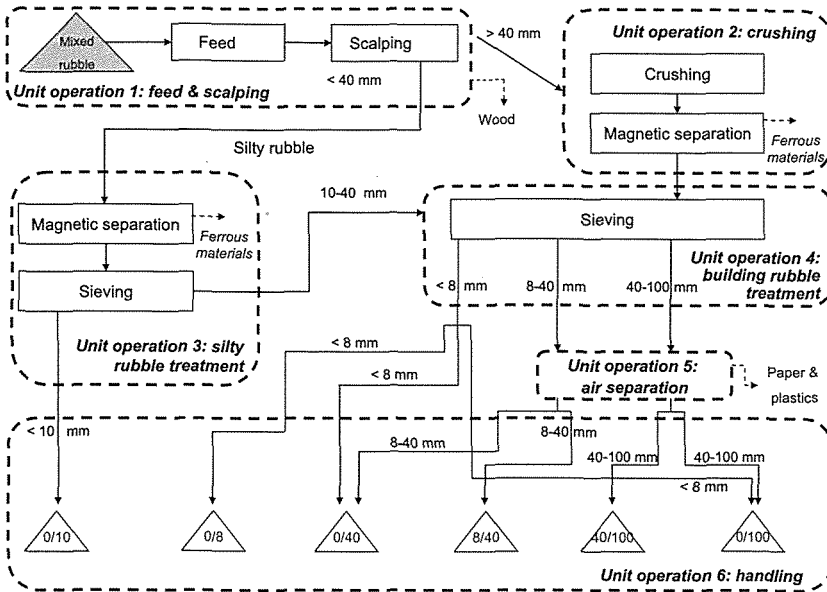 Mixed
rubble
Feed
Scalping
> 40 mm
< 40 mm
Unit operation 1: feed & scalping
Wood
Unit operation 2: crushing
Crushing
Magnetic separation
Ferrous
materials
Silty rubble
10-40 mm
Magnetic separation
Ferrous
materials
Sieving
Unit operation 3: silty
rubble treatment
Sieving
Unit operation 4:
building rubble
treatment
< 8 mm
8-40 mm
40-100 mm
< 8 mm
< 8 mm
Unit operation 5:
air separation
Paper &
plastics
< 10 mm
8-40 mm
8-40 mm
40-100 mm
40-100 mm
< 8 mm
0/10
0/8
0/40
8/40
40/100
0/100
Unit operation 6: handling